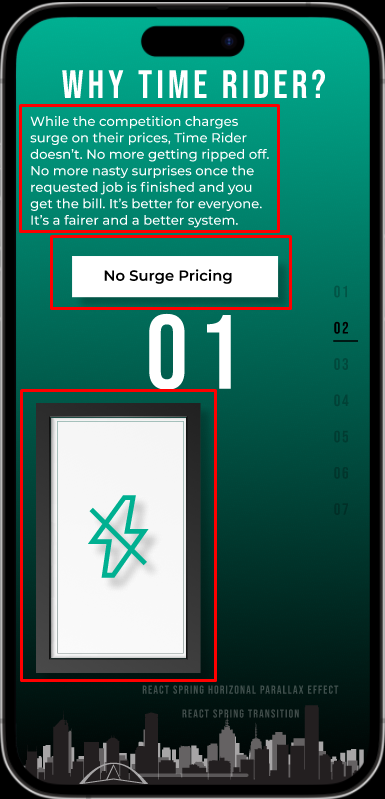 WHY TIME RIDER?
While the competition charges
surge on their prices, Time Rider
doesn't. No more getting ripped off.
No more nasty surprises once the
requested job is finished and you
get the bill. It's better for everyone.
It's a fairer and a better system.
No Surge Pricing
01
01
02
03
04
05
06
07
REACT SPRING HORIZONAL PARALLAX EFFECT
REACT SPRING TRANSITION